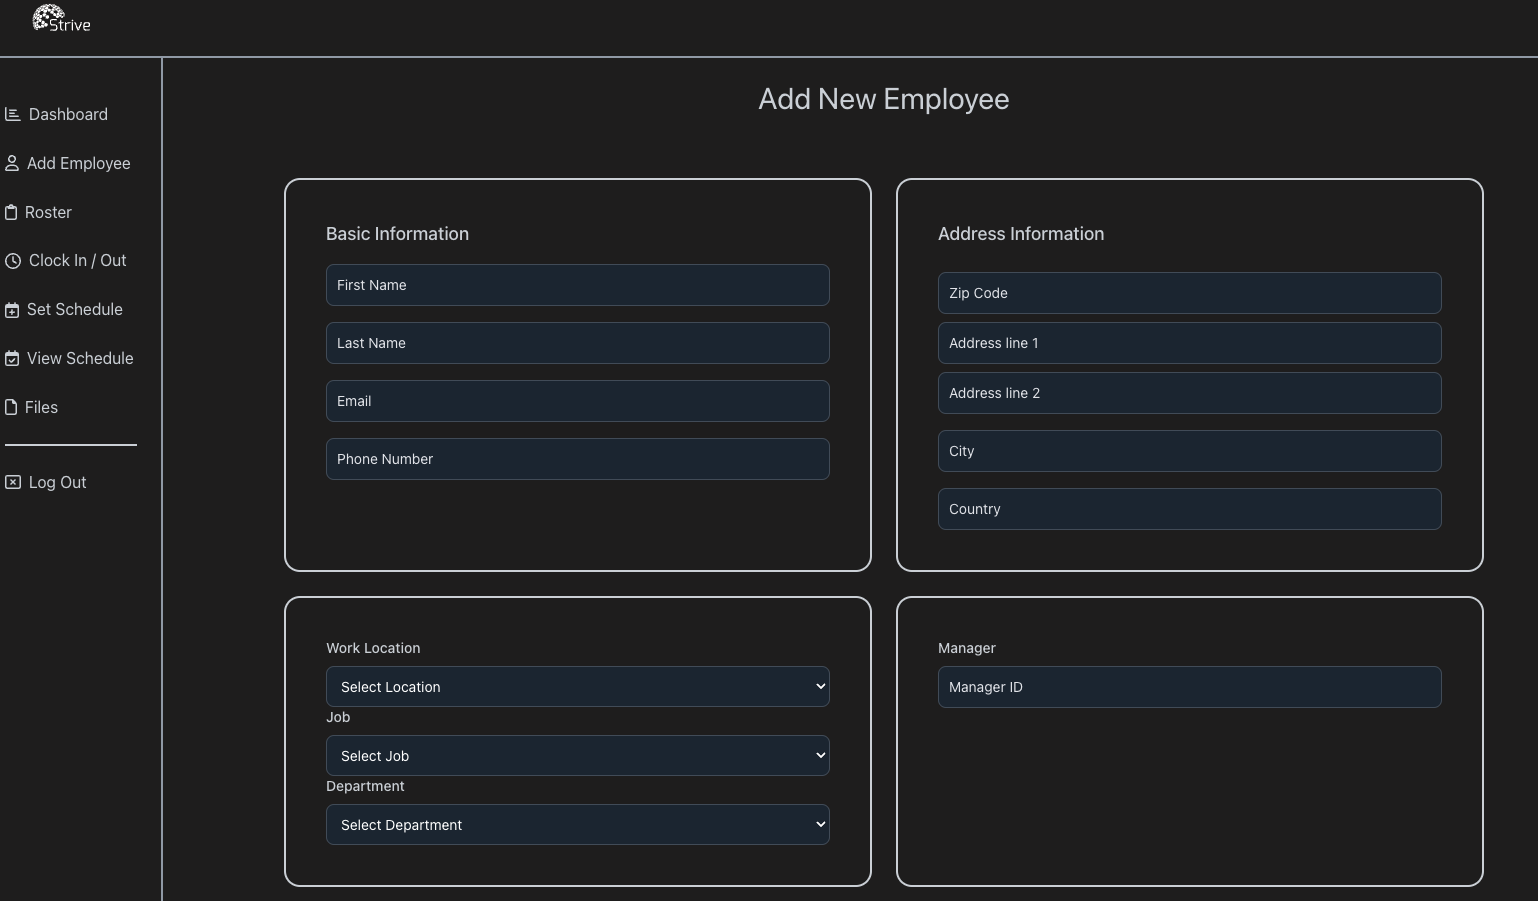 Strive
Add New Employee
Dashboard
Add Employee
Roster
Clock In / Out
Set Schedule
View Schedule
Files
Log Out
Basic Information
First Name
Last Name
Email
Phone Number
Address Information
Zip Code
Address line 1
Address line 2
City
Country
Work Location
Select Location
Job
Select Job
Department
Select Department
Manager
Manager ID